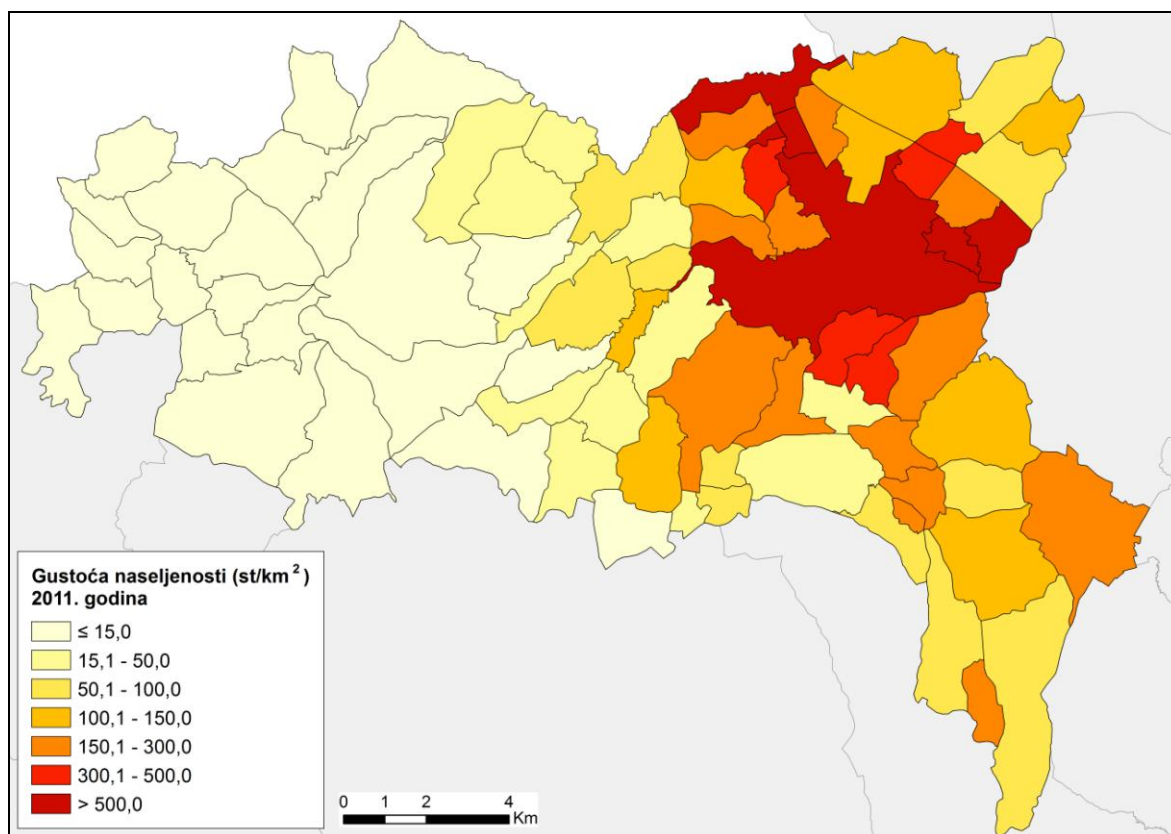 Gustoća naseljenosti (st/km²)
2011. godina
≤ 15,0
15,1 - 50,0
50,1 - 100,0
100,1 - 150,0
150,1 - 300,0
300,1 - 500,0
> 500,0
0 1 2 4
Km